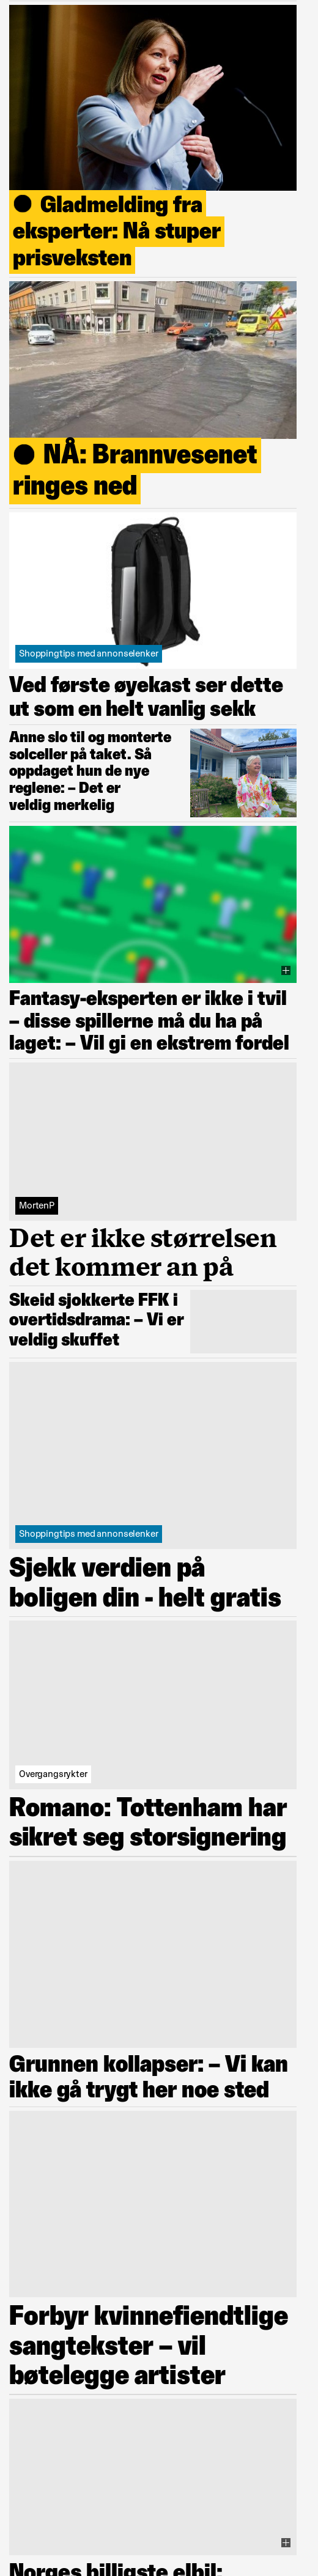 Gladmelding fra
eksperter: Nå stuper
prisveksten
NÅ: Brannvesenet
ringes ned
Shoppingtips med annonselenker
Ved første øyekast ser dette
ut som en helt vanlig sekk
Anne slo til og monterte
solceller på taket. Så
oppdaget hun de nye
reglene: – Det er
veldig merkelig
Fantasy-eksperten er ikke i tvil
– disse spillerne må du ha på
laget: – Vil gi en ekstrem fordel
MortenP
Det er ikke størrelsen
det kommer an på
Skeid sjokkerte FFK i
overtidsdrama: – Vi er
veldig skuffet
Shoppingtips med annonselenker
Sjekk verdien på
boligen din - helt gratis
Overgangsrykter
Romano: Tottenham har
sikret seg storsignering
Grunnen kollapser: – Vi kan
ikke gå trygt her noe sted
Forbyr kvinnefiendtlige
sangtekster – vil
bøtelegge artister
Norges billigste elbil: